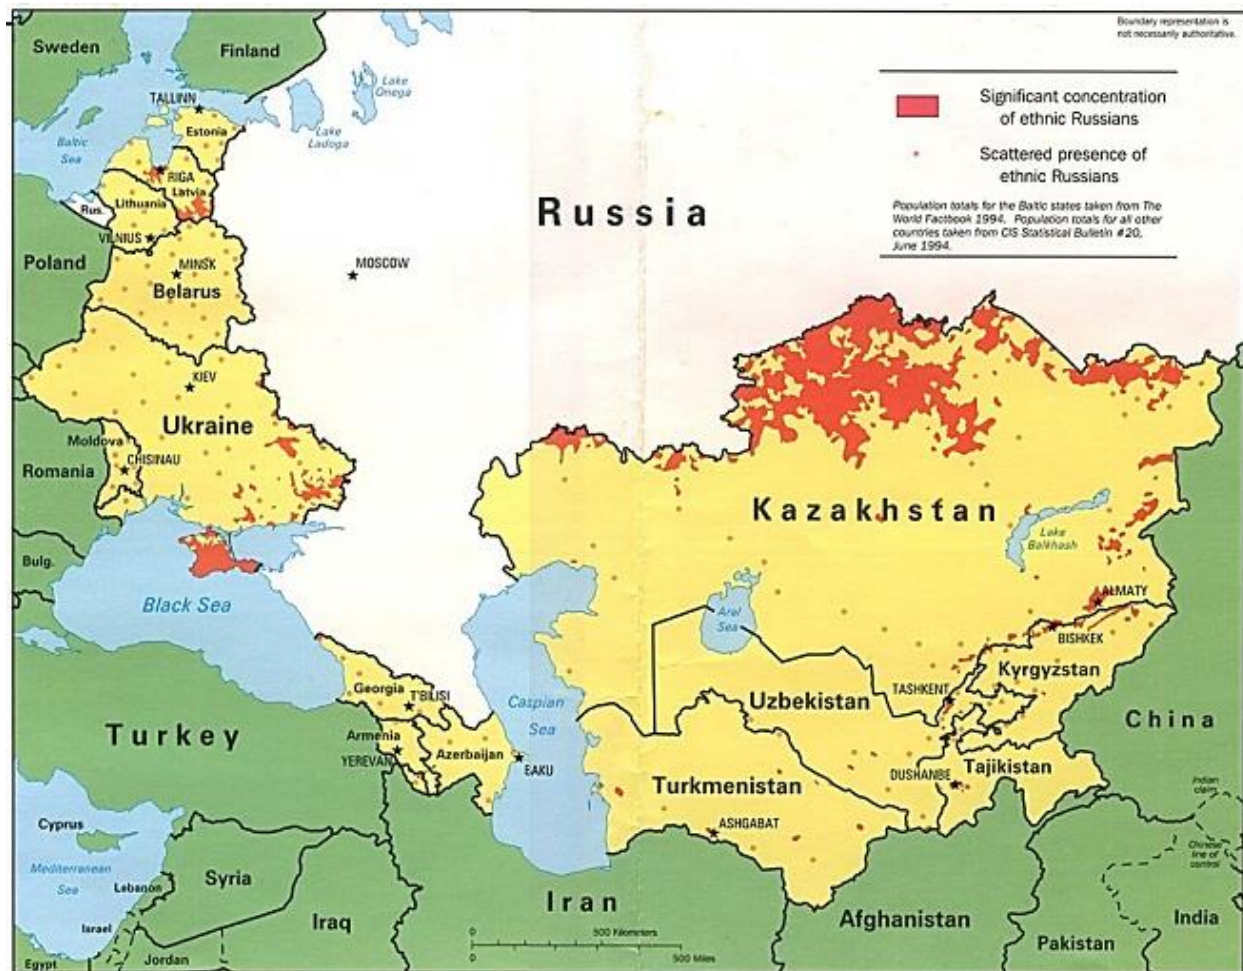 Boundary representation is
not necessarily authoritative.
Sweden
Finland
Lake
Onega
TALLINN
Lake
Ladoga
Estonia
Baltic
Sea
RIGA
Latvia
Lithuania
Rus.
VILNIUS
Poland
MINSK
Belarus
MOSCOW
Russia
Significant concentration
of ethnic Russians
Scattered presence of
ethnic Russians
Population totals for the Baltic states taken from The
World Factbook 1994. Population totals for all other
countries taken from CIS Statistical Bulletin #20,
June 1994.
KIEV
Ukraine
Moldova
CHISINAU
Romania
Bulg.
Black Sea
Kazakhstan
Lake
Balkhash
Aral
Sea
ALMATY
BISHKEK
Kyrgyzstan
TASHKENT
Uzbekistan
China
Georgia
T'BILISI
Caspian
Sea
Turkey
Armenia
YEREVAN
Azerbaijan
BAKU
Turkmenistan
ASHGABAT
DUSHANBE
Tajikistan
Indian
claim
Chinese
line of
control
Cyprus
Mediterranean
Sea
Lebanon
Syria
Israel
Iraq
Iran
Afghanistan
India
Pakistan
Egypt
Jordan
0
500 Kilometers
0
500 Miles